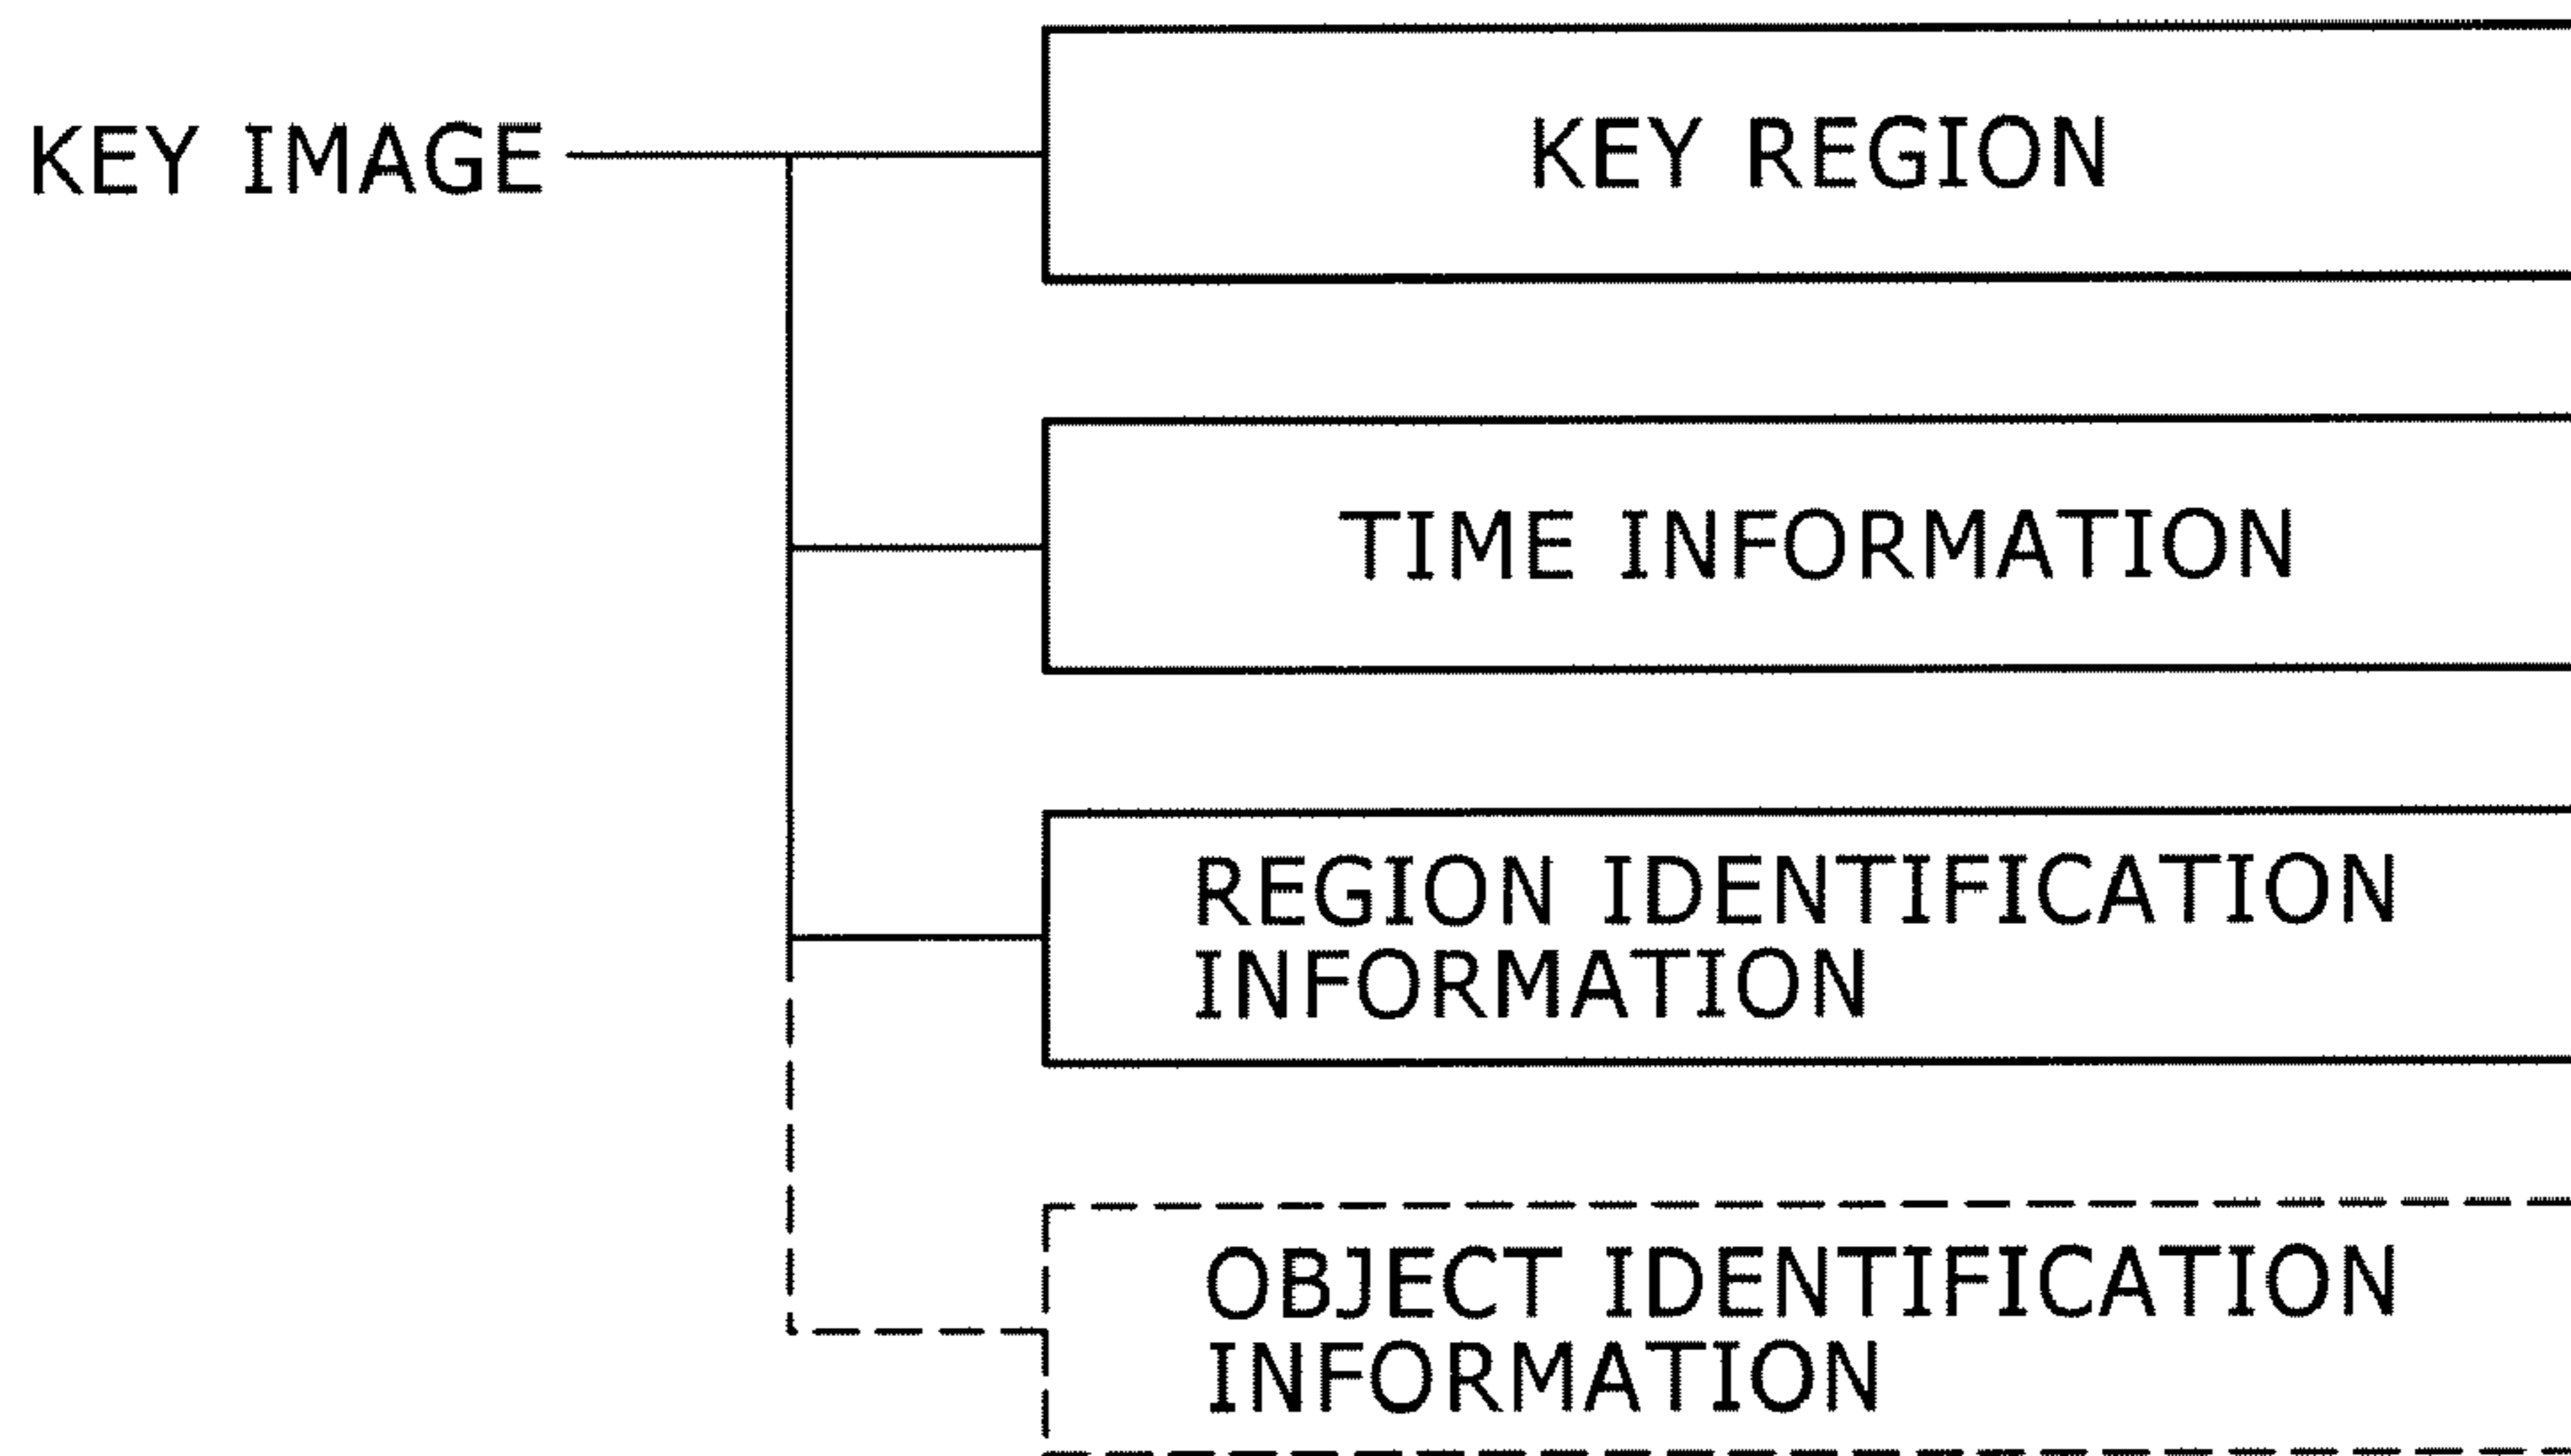 KEY IMAGE
KEY REGION
TIME INFORMATION
REGION IDENTIFICATION
INFORMATION
OBJECT IDENTIFICATION
INFORMATION